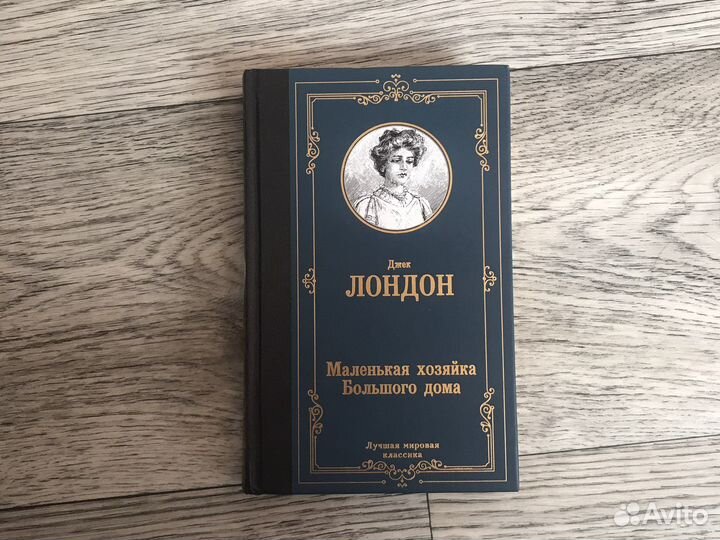 Джек
ЛОНДОН
Маленькая хозяйка
Большого дома
Лучшая мировая
классика
Avito